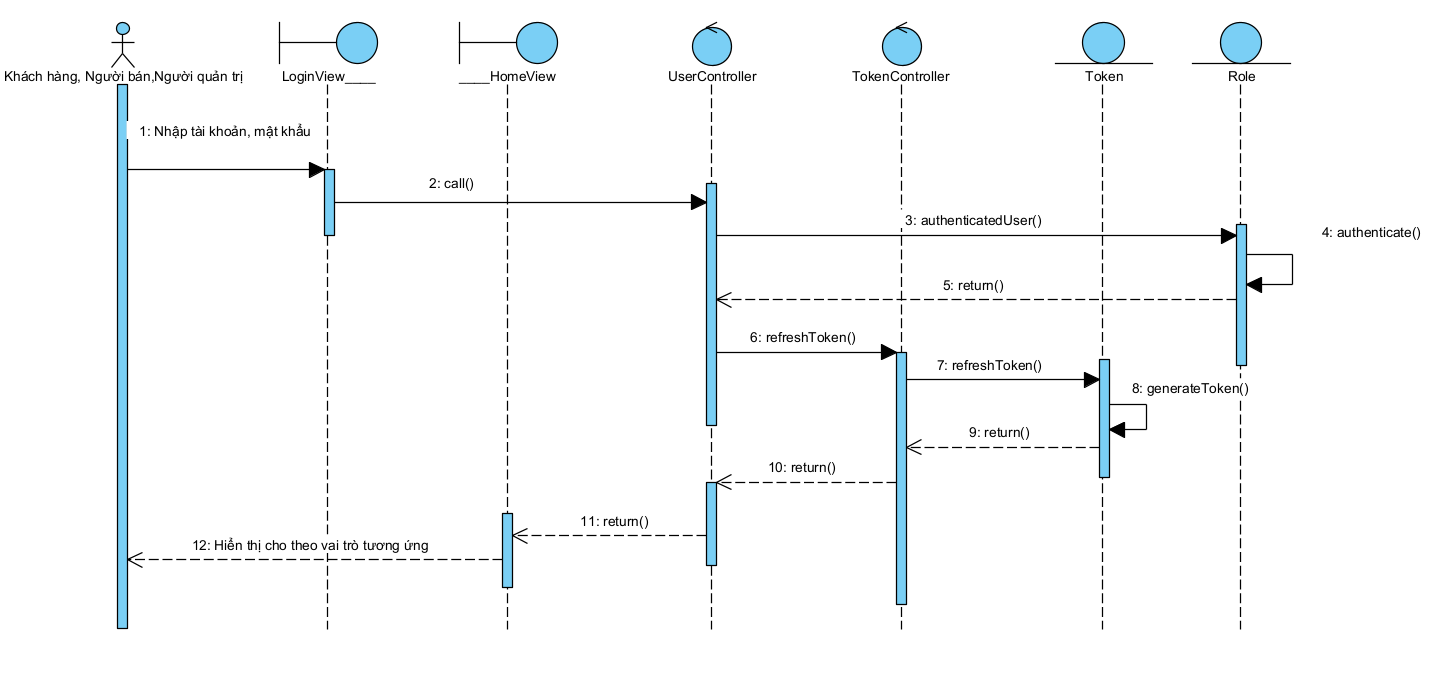 Khách hàng, Người bán,Người quản trị
LoginView____
____HomeView
UserController
TokenController
Token
Role
1: Nhập tài khoản, mật khẩu
2: call()
3: authenticatedUser()
4: authenticate()
5: return()
6: refreshToken()
7: refreshToken()
8: generateToken()
9: return()
10: return()
11: return()
12: Hiển thị cho theo vai trò tương ứng